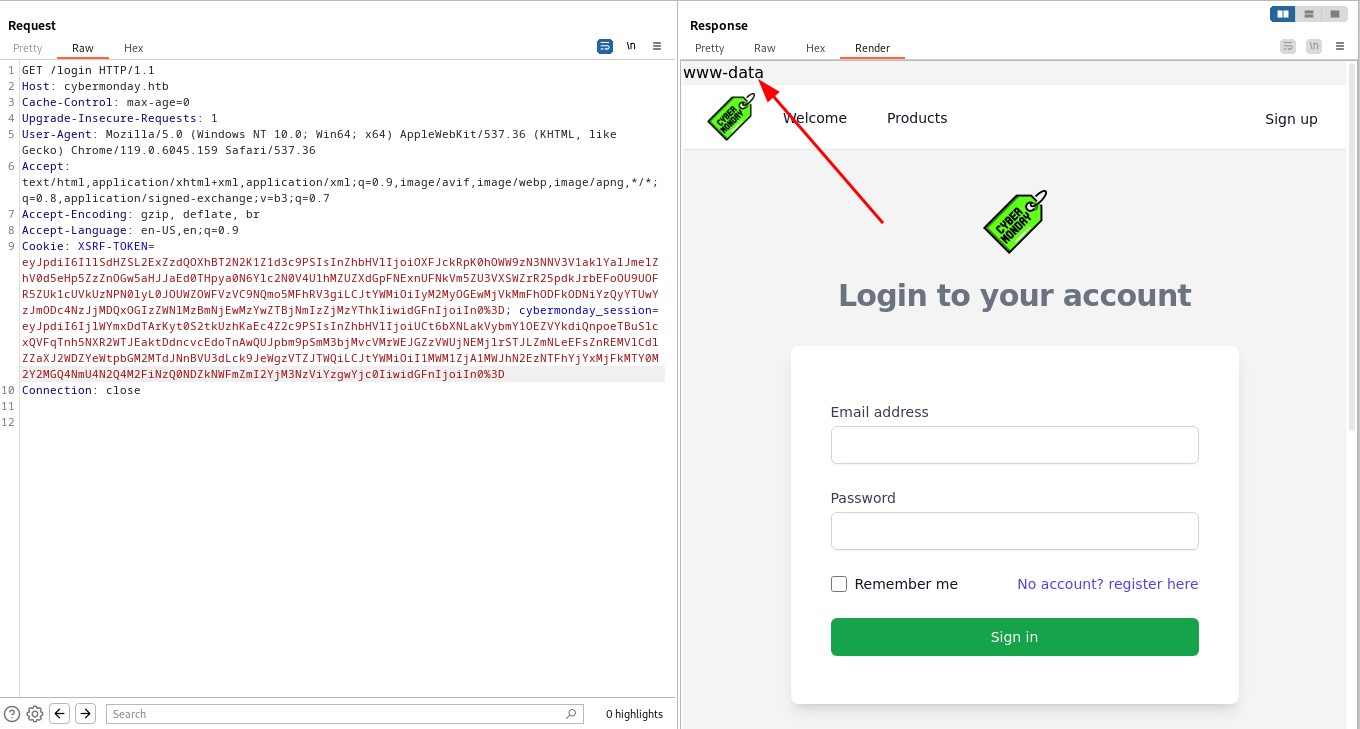 Request
Pretty Raw Hex
\n
1 GET /login HTTP/1.1
2 Host: cybermonday.htb
3 Cache-Control: max-age=0
4 Upgrade-Insecure-Requests: 1
5 User-Agent: Mozilla/5.0 (Windows NT 10.0; Win64; x64) AppleWebKit/537.36 (KHTML, like
Gecko) Chrome/119.0.6045.159 Safari/537.36
6 Accept:
text/html,application/xhtml+xml,application/xml;q=0.9,image/avif,image/webp,image/apng,*/*;
q=0.8,application/signed-exchange;v=b3;q=0.7
7 Accept-Encoding: gzip, deflate, br
8 Accept-Language: en-US,en;q=0.9
9 Cookie: XSRF-TOKEN=
cybermonday_session=
10 Connection: close
11
12
Search
0 highlights
Response
Pretty Raw Hex Render
\n
www-data
CYBER
MONDAY
Welcome
Products
Sign up
CYBER
MONDAY
Login to your account
Email address
Password
Remember me
No account? register here
Sign in